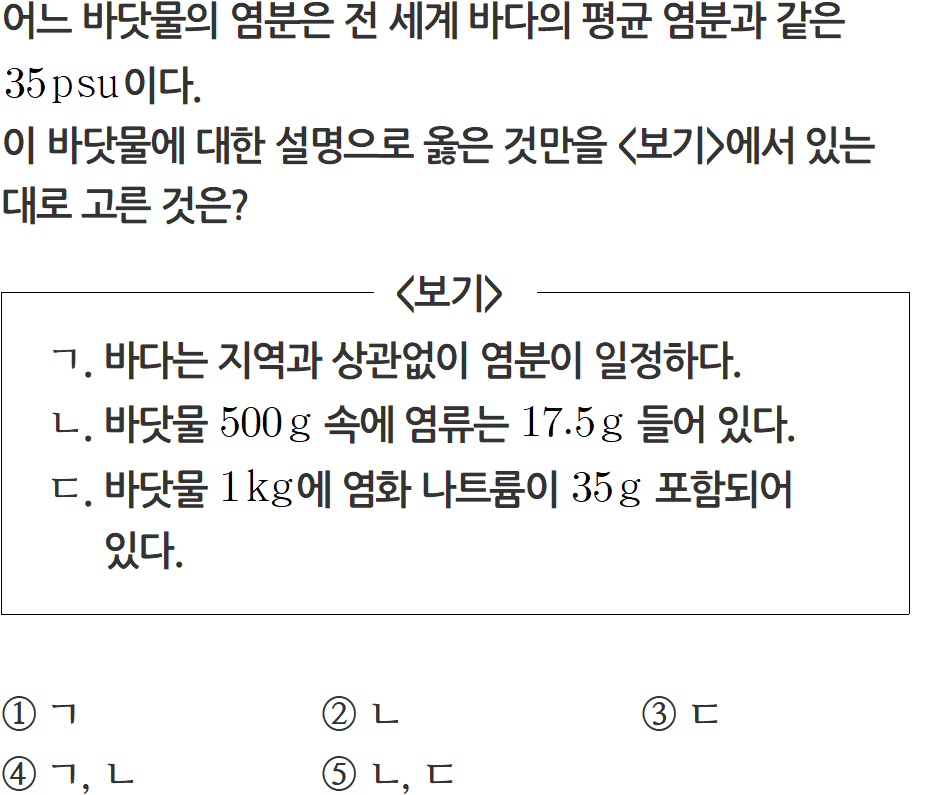 어느 바닷물의 염분은 전 세계 바다의 평균 염분과 같은
35psu이다.
이 바닷물에 대한 설명으로 옳은 것만을 <보기>에서 있는
대로 고른 것은?
<보기>
ㄱ. 바다는 지역과 상관없이 염분이 일정하다.
ㄴ. 바닷물 500g 속에 염류는 17.5g 들어 있다.
ㄷ. 바닷물 1kg에 염화 나트륨이 35g 포함되어
있다.
① ㄱ ② ㄴ ③ ㄷ
④ ㄱ, ㄴ ⑤ ㄴ, ㄷ